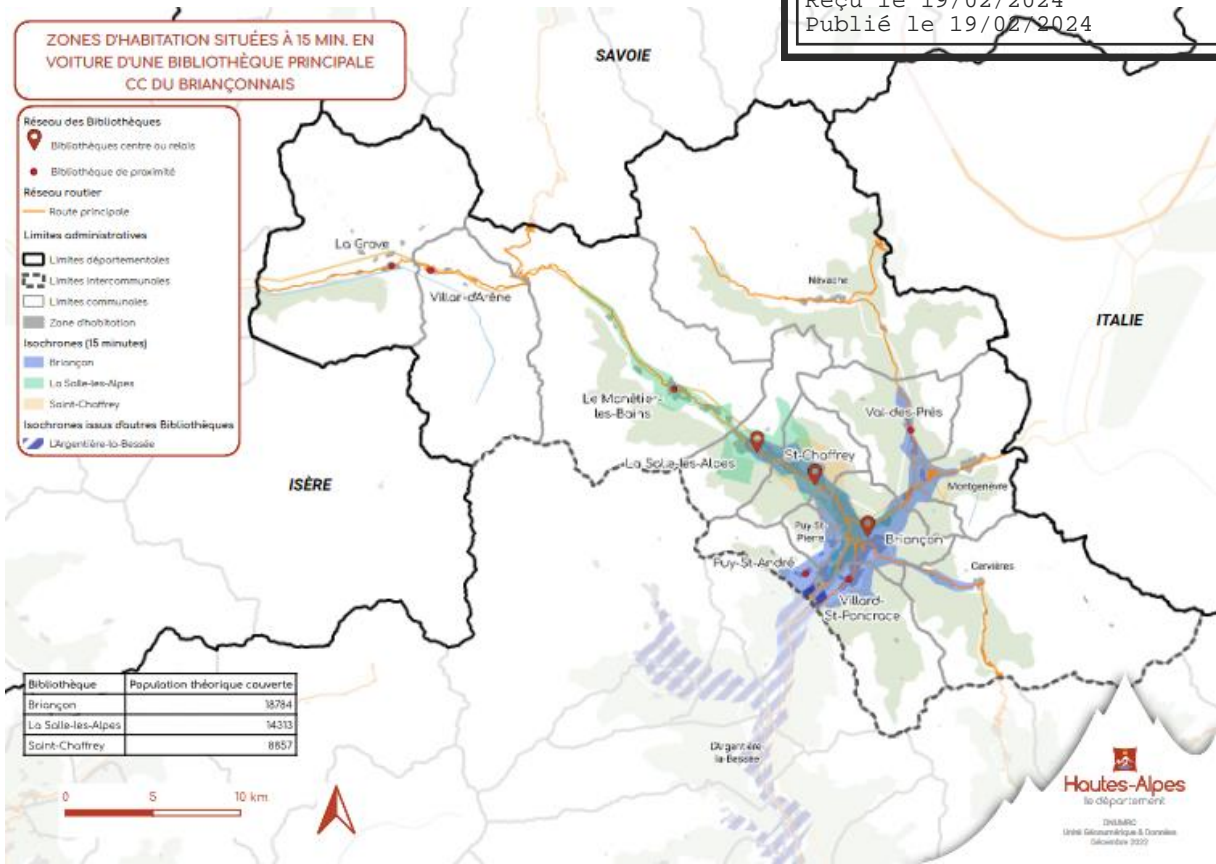 Reçu le 19/02/2024
Publié le 19/02/2024
ZONES D'HABITATION SITUÉES À 15 MIN. EN
VOITURE D'UNE BIBLIOTHÈQUE PRINCIPALE
CC DU BRIANÇONNAIS
Réseau des Bibliothèques
Bibliothèques centre ou relais
Bibliothèque de proximité
Réseau routier
Route principale
Limites administratives
Limites départementales
Limites intercommunales
Limites communales
Zone d'habitation
Isochrones (15 minutes)
Briançon
La Salle-les-Alpes
Saint-Chaffrey
Isochrones issus d'autres Bibliothèques
L'Argentière-la-Bessée
SAVOIE
ITALIE
ISÈRE
La Grave
Villar-d'Arêne
Névache
Le Monêtier-
les-Bains
Val-des-Prés
La Salle-les-Alpes
St-Chaffrey
Montgenèvre
Puy-St-
Pierre
Briançon
Puy-St-André
Cervières
Villard-
St-Pancrace
L'Argentière
la-Bessée
Bibliothèque Population théorique couverte
Briançon 18784
La Salle-les-Alpes 14313
Saint-Chaffrey 8857
0 5 10 km
Hautes-Alpes
le département
Unité Géonumérique & Données
Décembre 2022